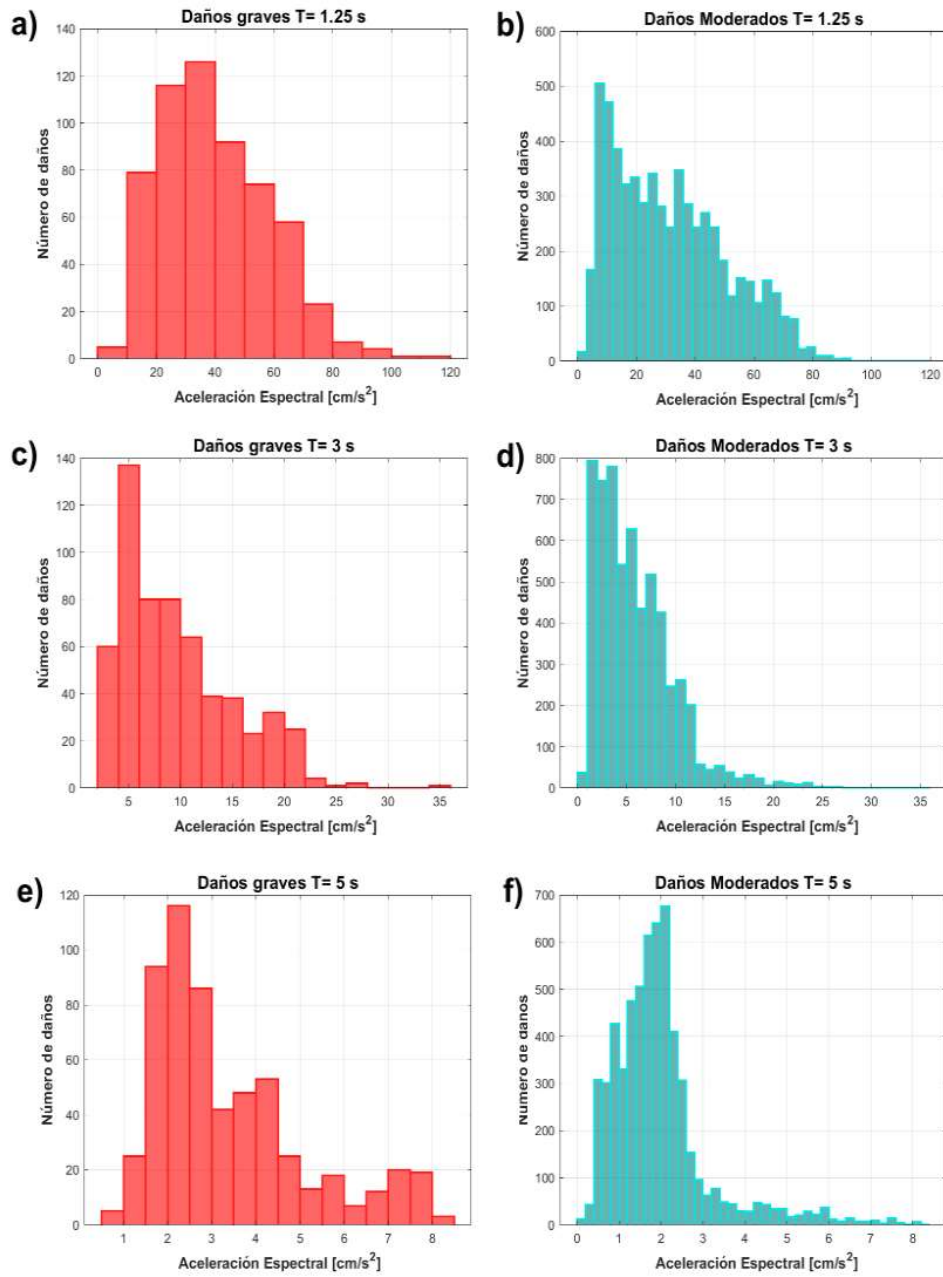 a)
Daños graves T= 1.25 s
140
120
100
80
60
40
20
0
Número de daños
0 20 40 60 80 100 120
Aceleración Espectral [cm/s²]
b)
Daños Moderados T= 1.25 s
600
500
400
300
200
100
0
Número de daños
0 20 40 60 80 100 120
Aceleración Espectral [cm/s²]
c)
Daños graves T= 3 s
140
120
100
80
60
40
20
0
Número de daños
5 10 15 20 25 30 35
Aceleración Espectral [cm/s²]
d)
Daños Moderados T= 3 s
800
700
600
500
400
300
200
100
0
Número de daños
0 5 10 15 20 25 30 35
Aceleración Espectral [cm/s²]
e)
Daños graves T= 5 s
120
100
80
60
40
20
0
Número de daños
1 2 3 4 5 6 7 8
Aceleración Espectral [cm/s²]
f)
Daños Moderados T= 5 s
700
600
500
400
300
200
100
0
Número de daños
0 1 2 3 4 5 6 7 8
Aceleración Espectral [cm/s²]